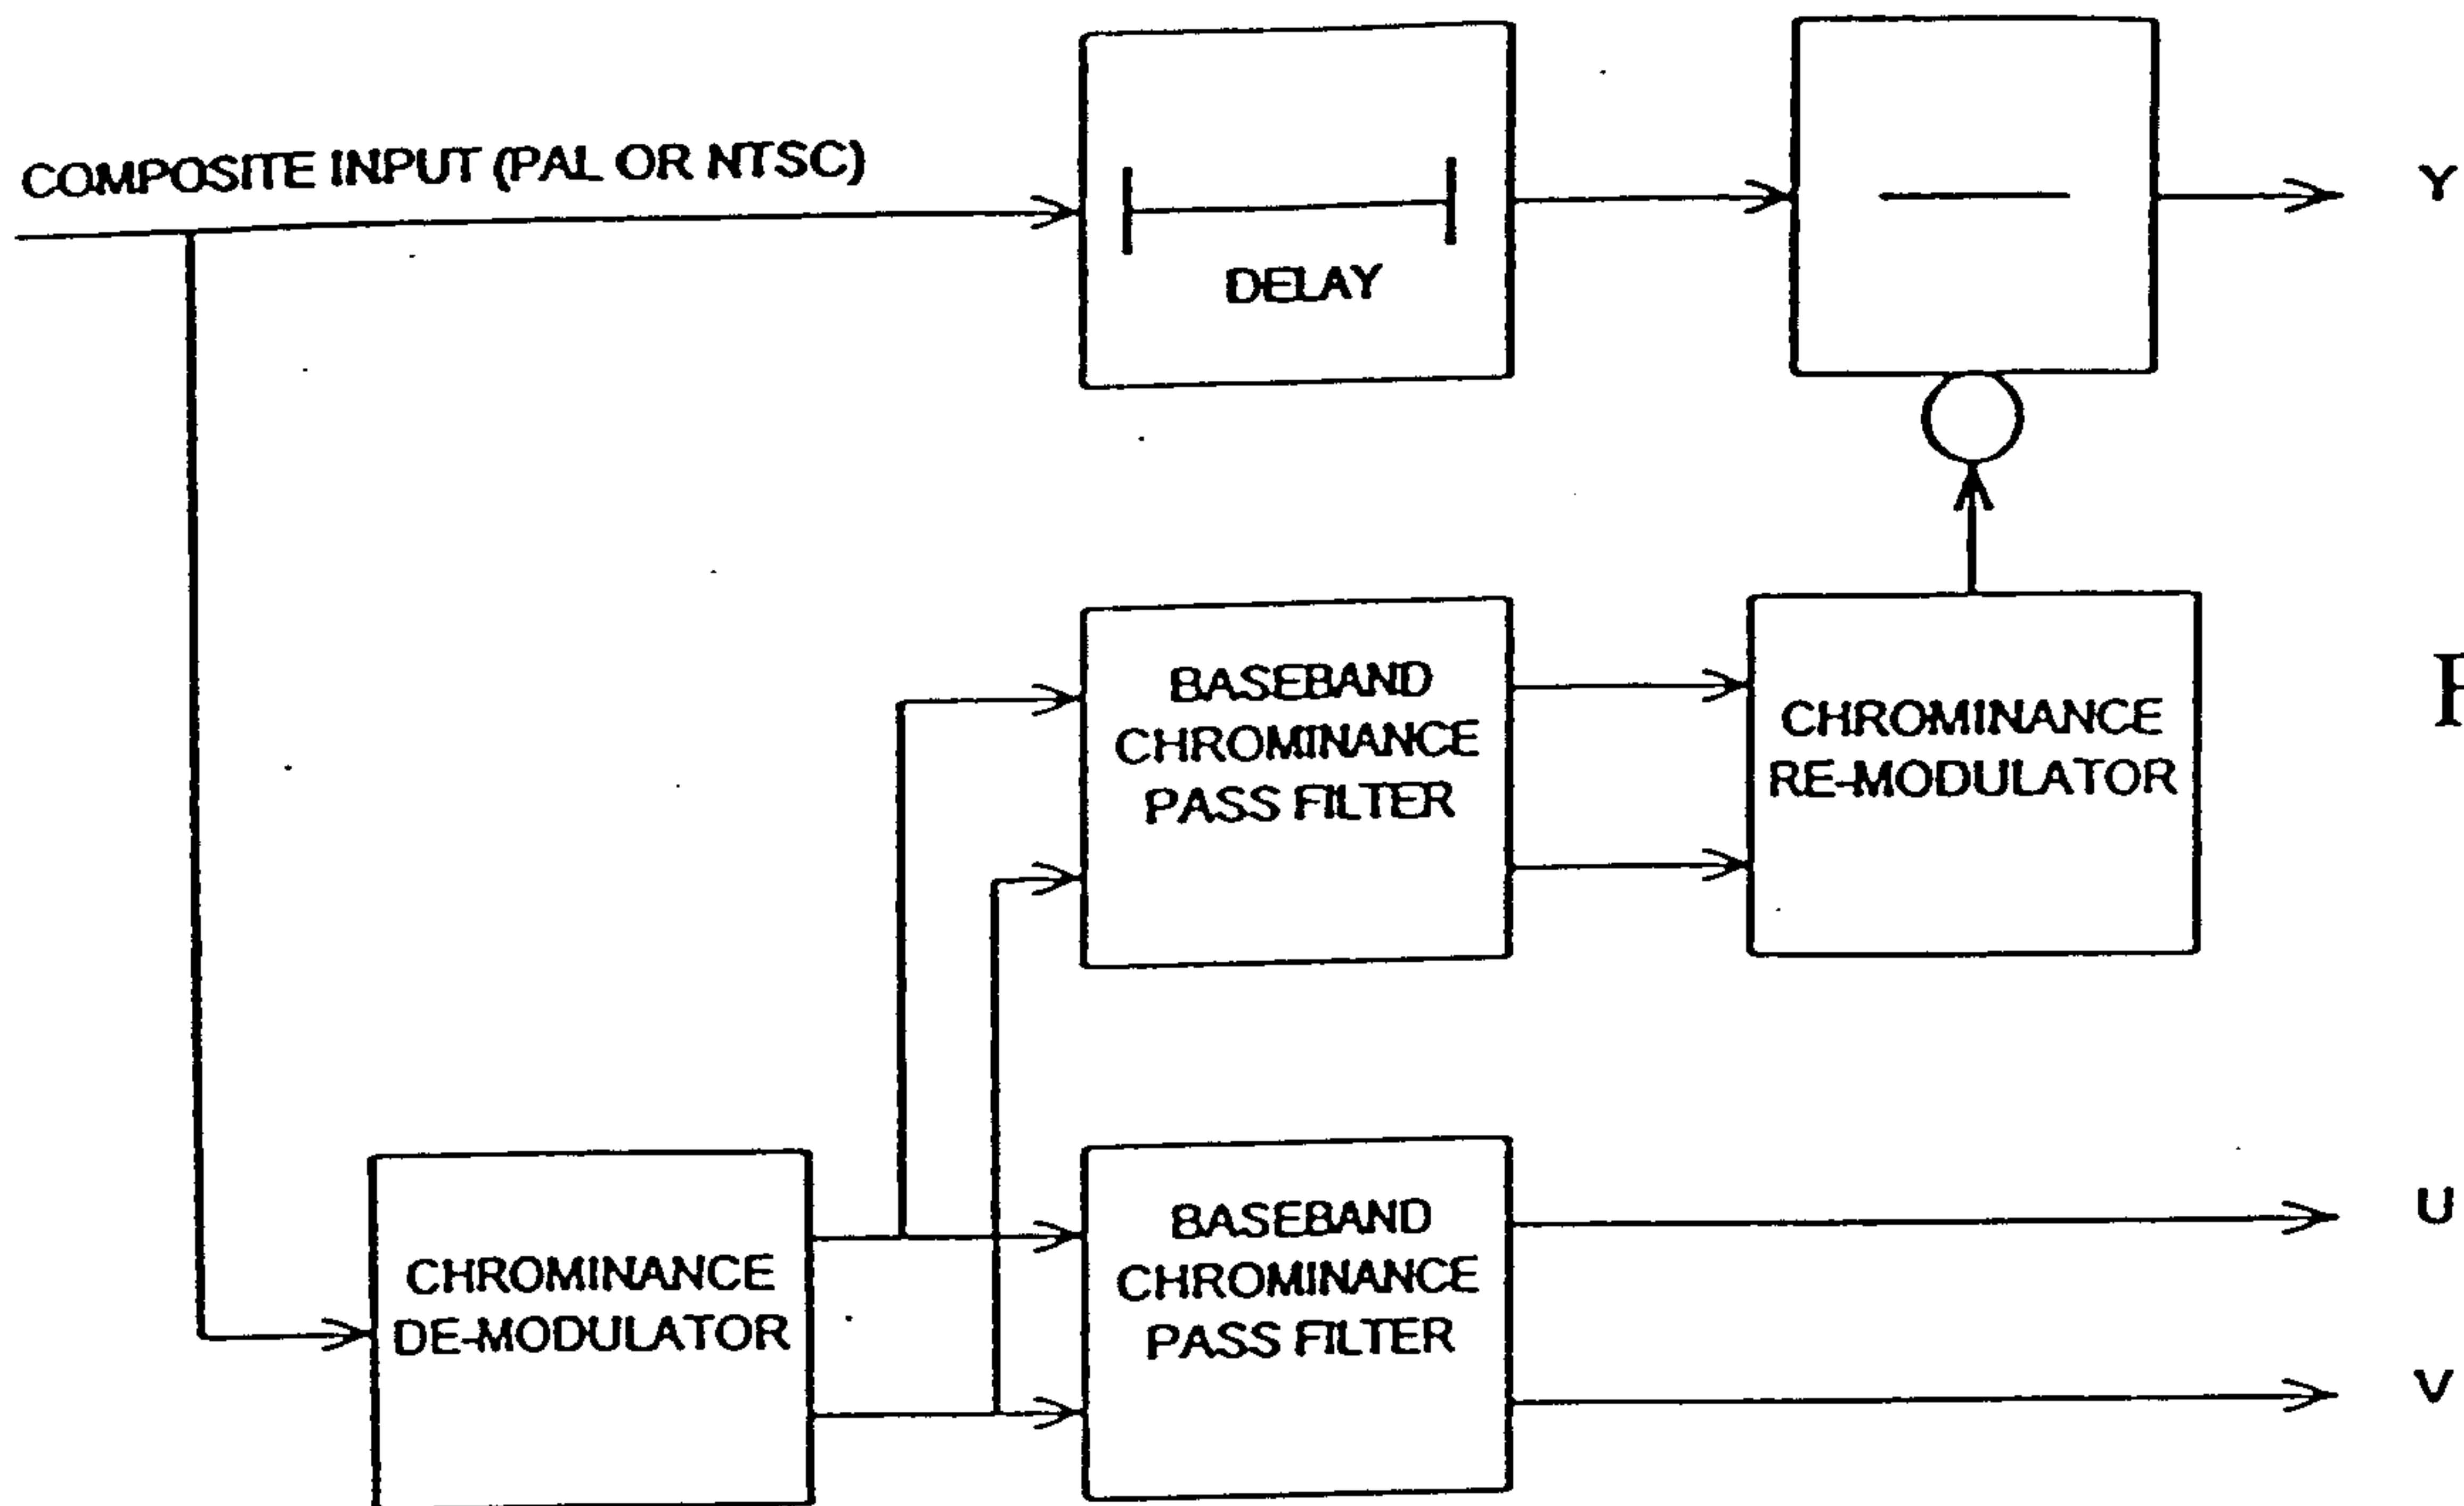 COMPOSITE INPUT (PAL OR NTSC)
DELAY
Y
BASEBAND
CHROMINANCE
PASS FILTER
CHROMINANCE
RE-MODULATOR
CHROMINANCE
DE-MODULATOR
BASEBAND
CHROMINANCE
PASS FILTER
U
V